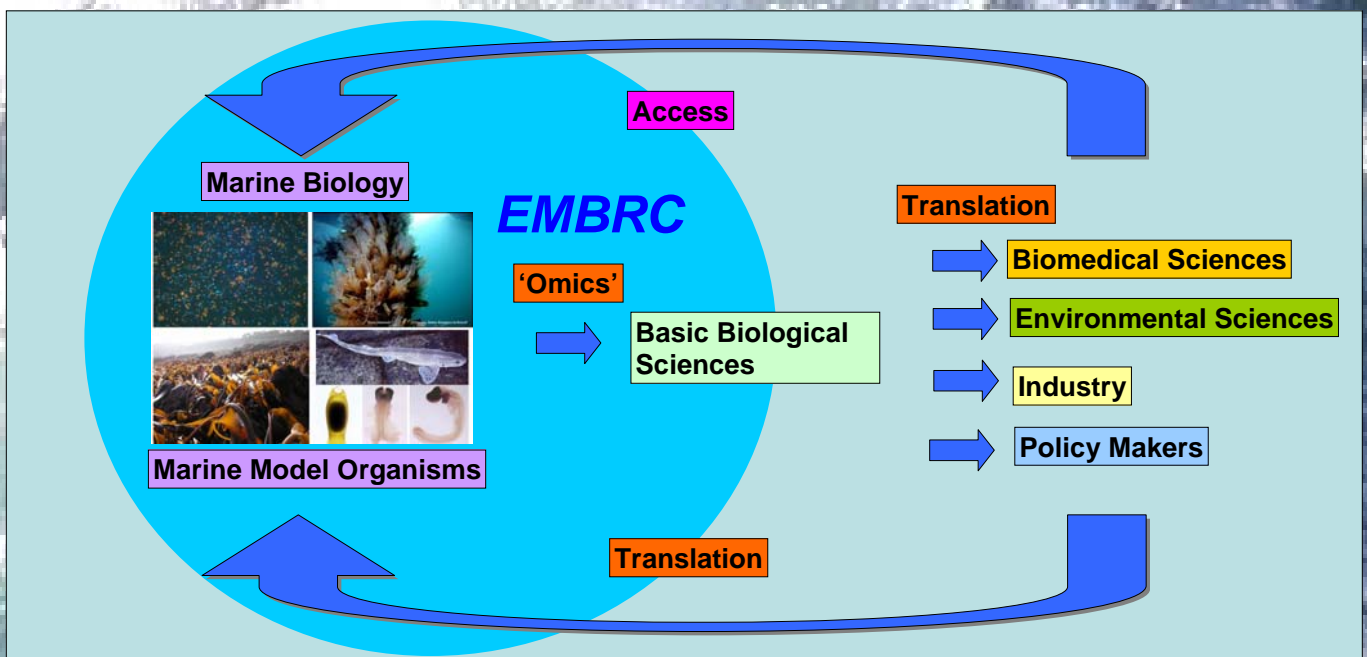 Access
Marine Biology
EMBRC
Translation
Biomedical Sciences
‘Omics’
Environmental Sciences
Basic Biological
Sciences
Industry
Policy Makers
Marine Model Organisms
Translation